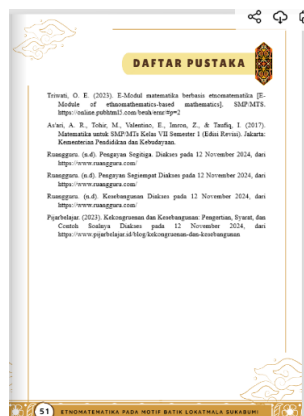 DAFTAR PUSTAKA
Triwati, O. E. (2023). E-Modul matematika berbasis etnomatematika [E-
Module of ethnomathematics-based mathematics]. SMP/MTS.
https://online.pubhtml5.com/beuh/ernr/#p=2
As'ari, A. R., Tohir, M., Valentino, E., Imron, Z., & Taufiq, I. (2017).
Matematika untuk SMP/MTs Kelas VII Semester 1 (Edisi Revisi). Jakarta:
Kementerian Pendidikan dan Kebudayaan.
Ruangguru. (n.d). Pengayan Segitiga. Diakses pada 12 November 2024, dari
https://www.ruangguru.com/
Ruangguru. (n.d). Pengayan Segiempat Diakses pada 12 November 2024, dari
https://www.ruangguru.com/
Ruangguru. (n.d). Kesebangunan Diakses pada 12 November 2024, dari
https://www.ruangguru.com/
Pijarbelajar. (2023). Kekongruenan dan Kesebangunan: Pengertian, Syarat, dan
Contoh Soalnya Diakses pada 12 November 2024, dari
https://www.pijarbelajar.id/blog/kekongruenan-dan-kesebangunan
51 ETNOMATEMATIKA PADA MOTIF BATIK LOKATMALA SUKABUMI